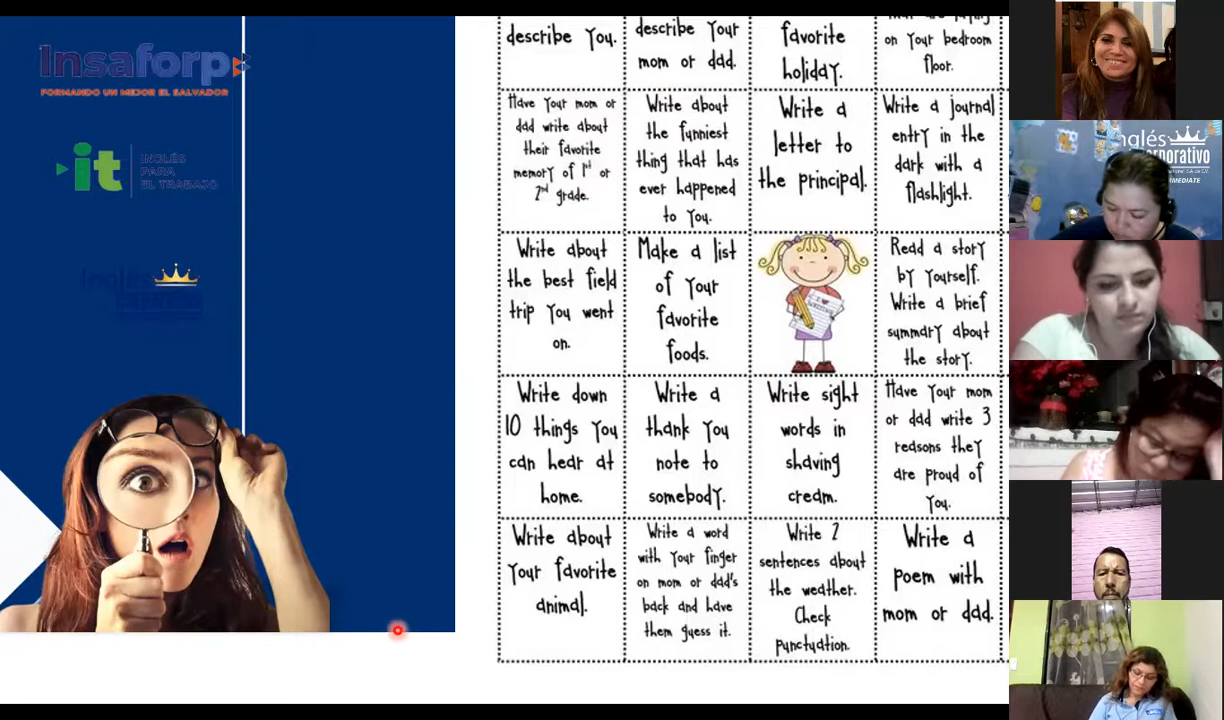 Insaforp
FORMANDO UN MEJOR EL SALVADOR
it
INGLÉS
PARA
EL TRABAJO
Inglés
describe you.
describe your
mom or dad.
favorite
holiday.
on your bedroom
floor.
Have your mom or
dad write about
their favorite
memory of 1st or
2nd grade.
Write about
the funniest
thing that has
ever happened
to you.
Write a
letter to
the principal.
Write a journal
entry in the
dark with a
flashlight.
Write about
the best field
trip you went
on.
Make a list
of your
favorite
foods.
Read a story
by yourself.
Write a brief
summary about
the story.
Write down
10 things you
can hear at
home.
Write a
thank you
note to
somebody.
Write sight
words in
shaving
cream.
Have your mom
or dad write 3
reasons they
are proud of
you.
Write about
your favorite
animal.
Write a word
with your finger
on mom or dad's
back and have
them guess it.
Write 2
sentences about
the weather.
Check
punctuation.
Write a
poem with
mom or dad.